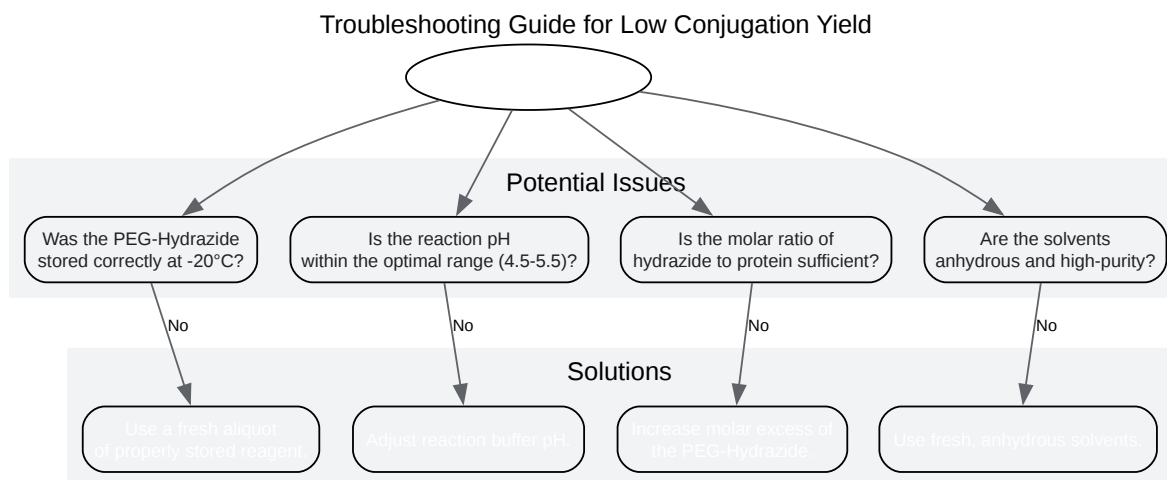 Troubleshooting Guide for Low Conjugation Yield
Potential Issues
Was the PEG-Hydrazide
stored correctly at -20°C?
Is the reaction pH
within the optimal range (4.5-5.5)?
Is the molar ratio of
hydrazide to protein sufficient?
Are the solvents
anhydrous and high-purity?
No
No
No
No
Solutions
Use a fresh aliquot
of properly stored reagent.
Adjust reaction buffer pH.
Increase molar excess of
the PEG-Hydrazide.
Use fresh, anhydrous solvents.